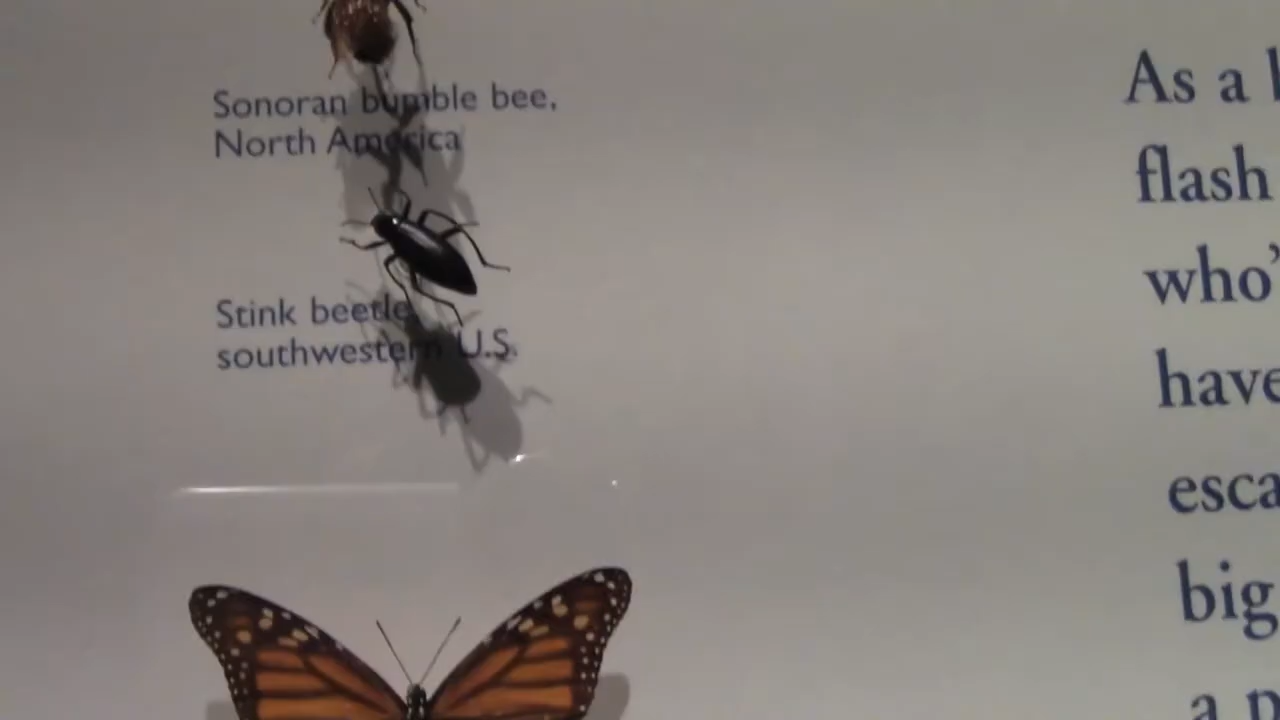 Sonoran bumble bee,
North America
Stink beetle,
southwestern U.S.
As a
flash
who'
have
esca
big
a